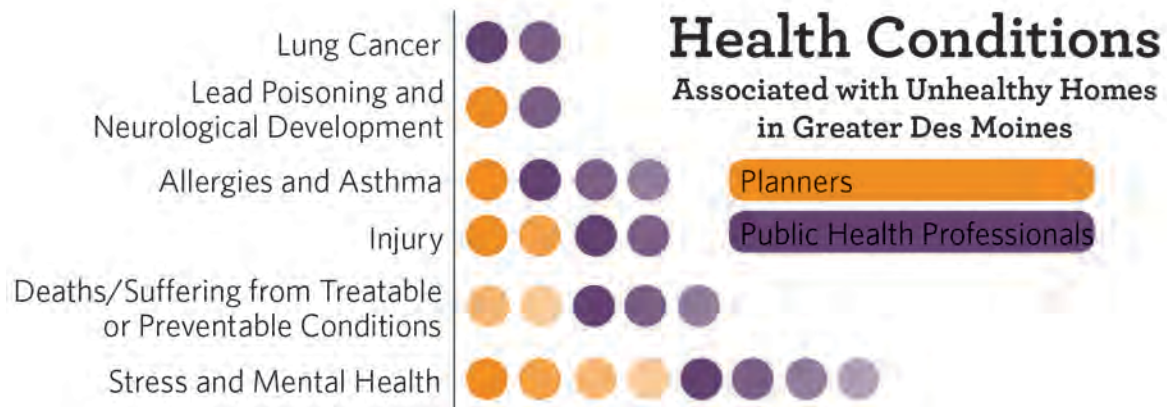 Health Conditions
Associated with Unhealthy Homes
in Greater Des Moines
Lung Cancer
Lead Poisoning and
Neurological Development
Allergies and Asthma
Injury
Deaths/Suffering from Treatable
or Preventable Conditions
Stress and Mental Health
Planners
Public Health Professionals